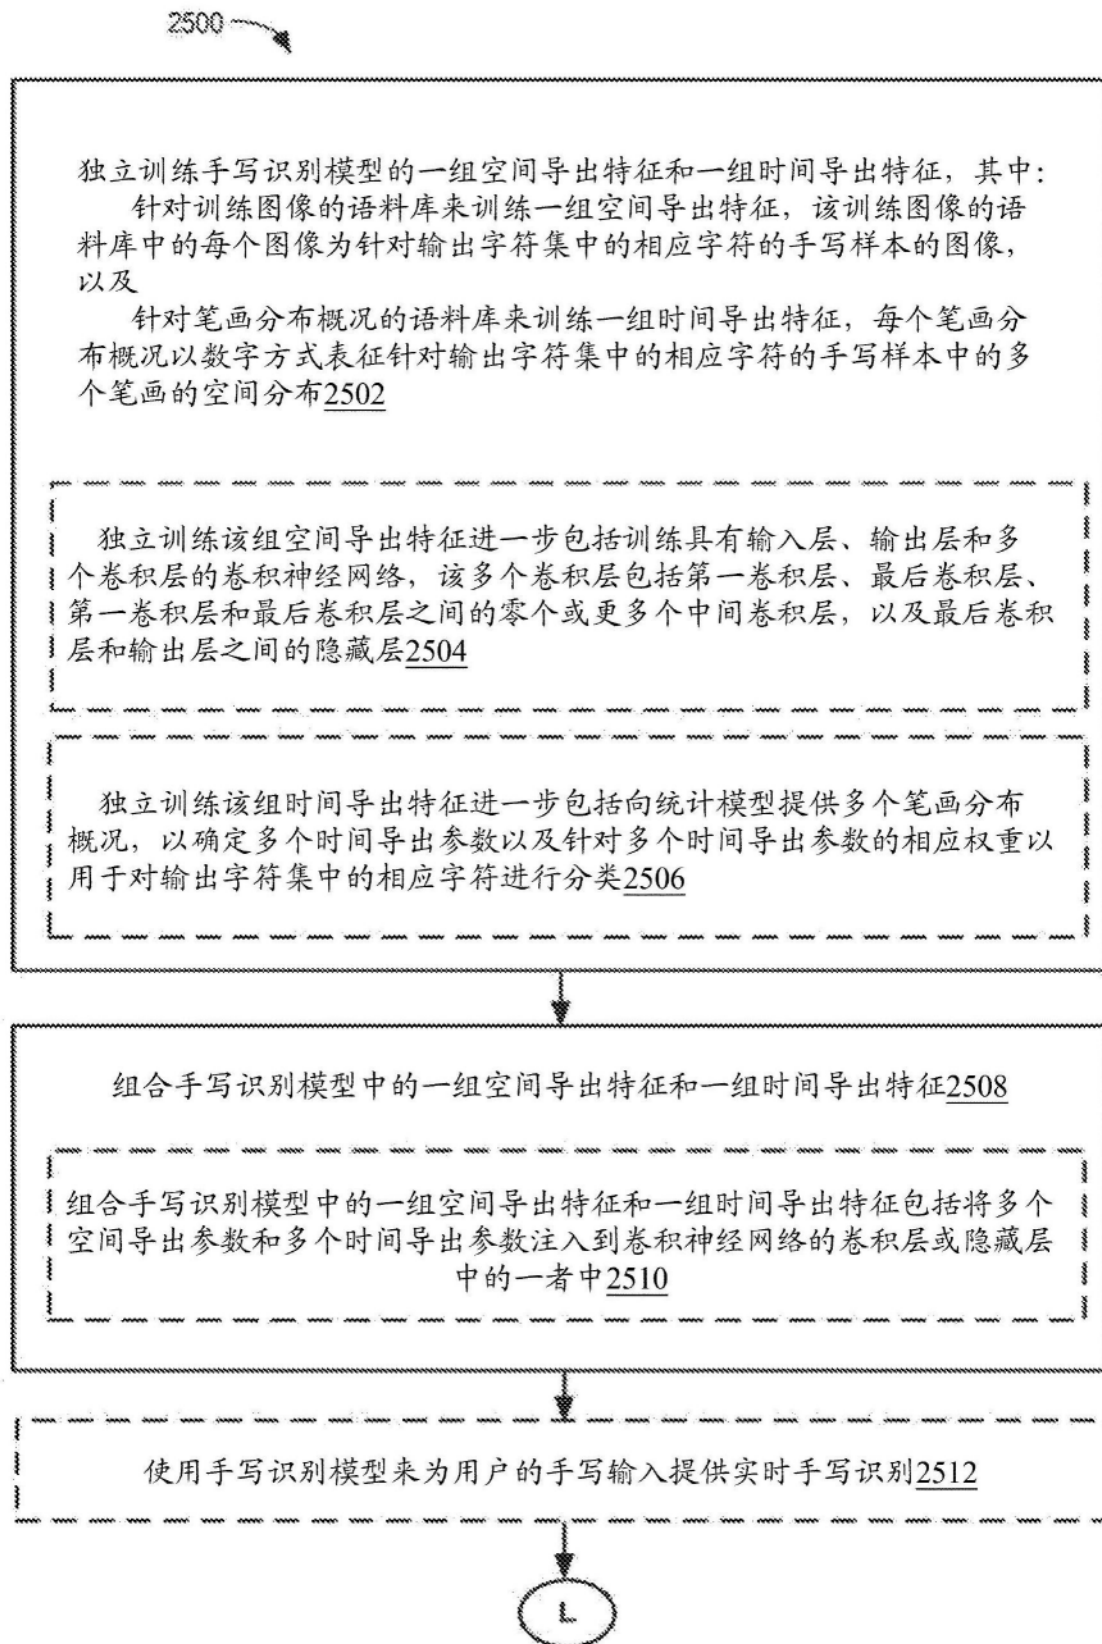 2500
独立训练手写识别模型的一组空间导出特征和一组时间导出特征，其中：
针对训练图像的语料库来训练一组空间导出特征，该训练图像的语
料库中的每个图像为针对输出字符集中的相应字符的手写样本的图像，
以及
针对笔画分布概况的语料库来训练一组时间导出特征，每个笔画分
布概况以数字方式表征针对输出字符集中的相应字符的手写样本中的多
个笔画的空间分布2502
独立训练该组空间导出特征进一步包括训练具有输入层、输出层和多
个卷积层的卷积神经网络，该多个卷积层包括第一卷积层、最后卷积层、
第一卷积层和最后卷积层之间的零个或更多个中间卷积层，以及最后卷积
层和输出层之间的隐藏层2504
独立训练该组时间导出特征进一步包括向统计模型提供多个笔画分布
概况，以确定多个时间导出参数以及针对多个时间导出参数的相应权重以
用于对输出字符集中的相应字符进行分类2506
组合手写识别模型中的一组空间导出特征和一组时间导出特征2508
组合手写识别模型中的一组空间导出特征和一组时间导出特征包括将多个
空间导出参数和多个时间导出参数注入到卷积神经网络的卷积层或隐藏层
中的一者中2510
使用手写识别模型来为用户的手写输入提供实时手写识别2512
L